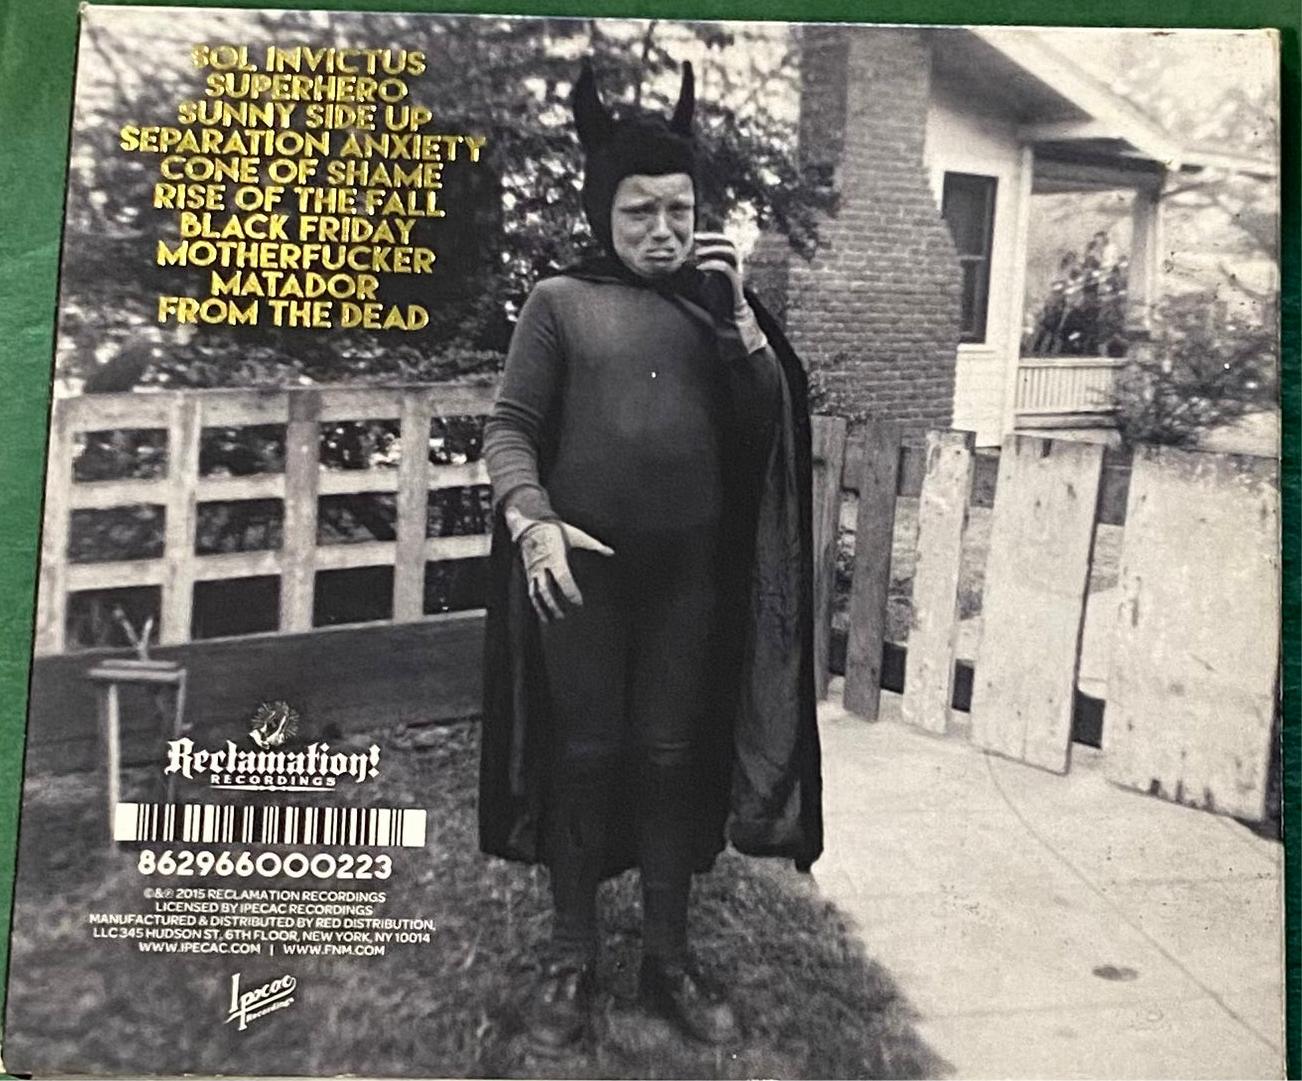 SOL INVICTUS
SUPERHERO
SUNNY SIDE UP
SEPARATION ANXIETY
CONE OF SHAME
RISE OF THE FALL
BLACK FRIDAY
MOTHERFUCKER
MATADOR
FROM THE DEAD
Reclamation!
RECORDINGS
862966000223
©&℗ 2015 RECLAMATION RECORDINGS
LICENSED BY IPECAC RECORDINGS
MANUFACTURED & DISTRIBUTED BY RED DISTRIBUTION,
LLC 345 HUDSON ST, 6TH FLOOR, NEW YORK, NY 10014
WWW.IPECAC.COM | WWW.FNM.COM
Ipecac
Recordings